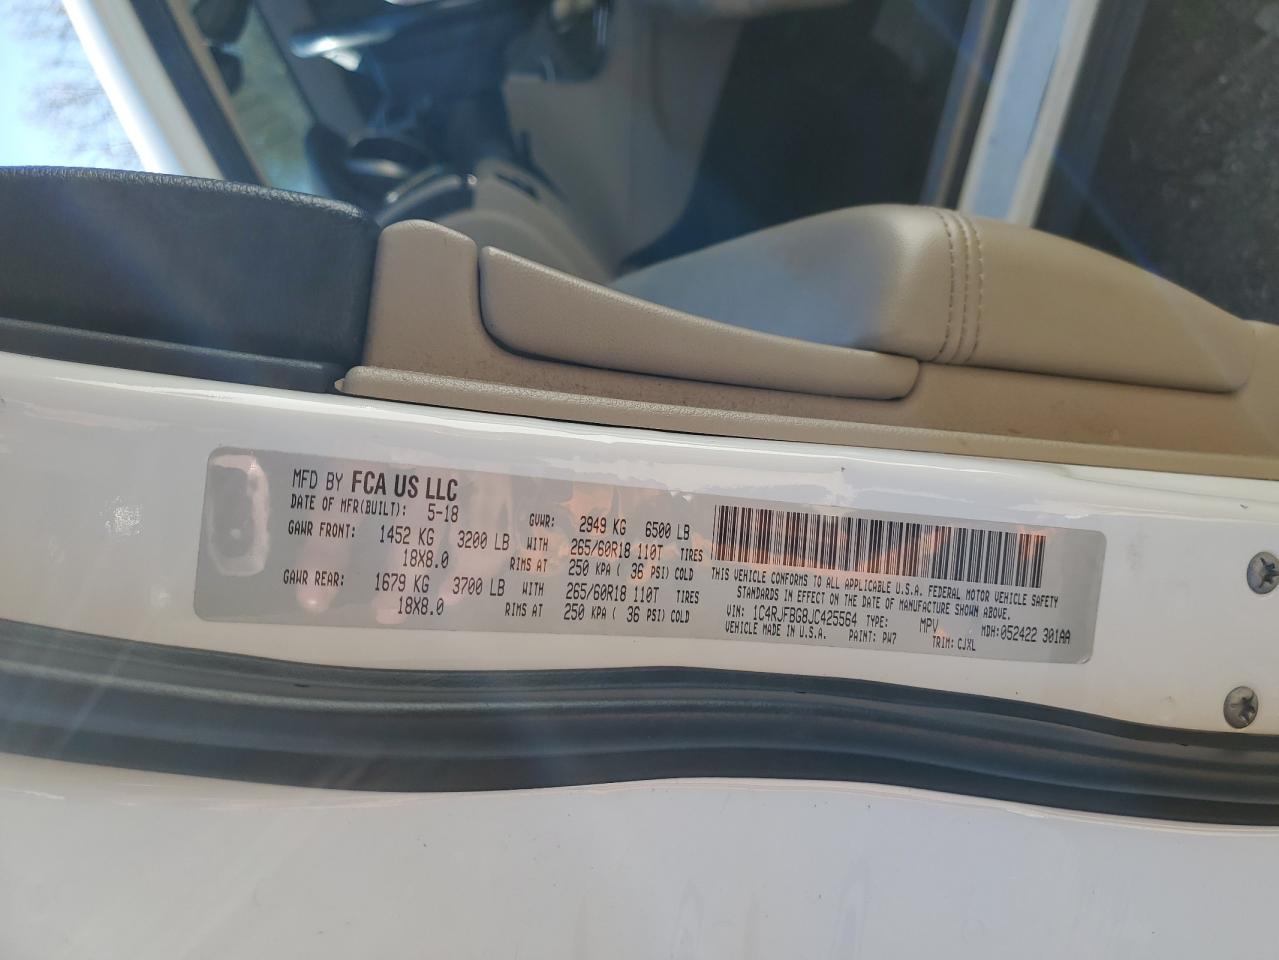 MFD BY FCA US LLC
DATE OF MFR(BUILT): 5-18 GVWR: 2949 KG 6500 LB
GAWR FRONT: 1452 KG 3200 LB WITH 265/60R18 110T TIRES
18X8.0 RIMS AT 250 KPA ( 36 PSI) COLD
GAWR REAR: 1679 KG 3700 LB WITH 265/60R18 110T TIRES
18X8.0 RIMS AT 250 KPA ( 36 PSI) COLD
THIS VEHICLE CONFORMS TO ALL APPLICABLE U.S.A. FEDERAL MOTOR VEHICLE SAFETY
STANDARDS IN EFFECT ON THE DATE OF MANUFACTURE SHOWN ABOVE.
VIN: 1C4RJFBG8JC425564 TYPE: MPV MDH:052422 301AA
VEHICLE MADE IN U.S.A. PAINT: PW7 TRIM: CJXL